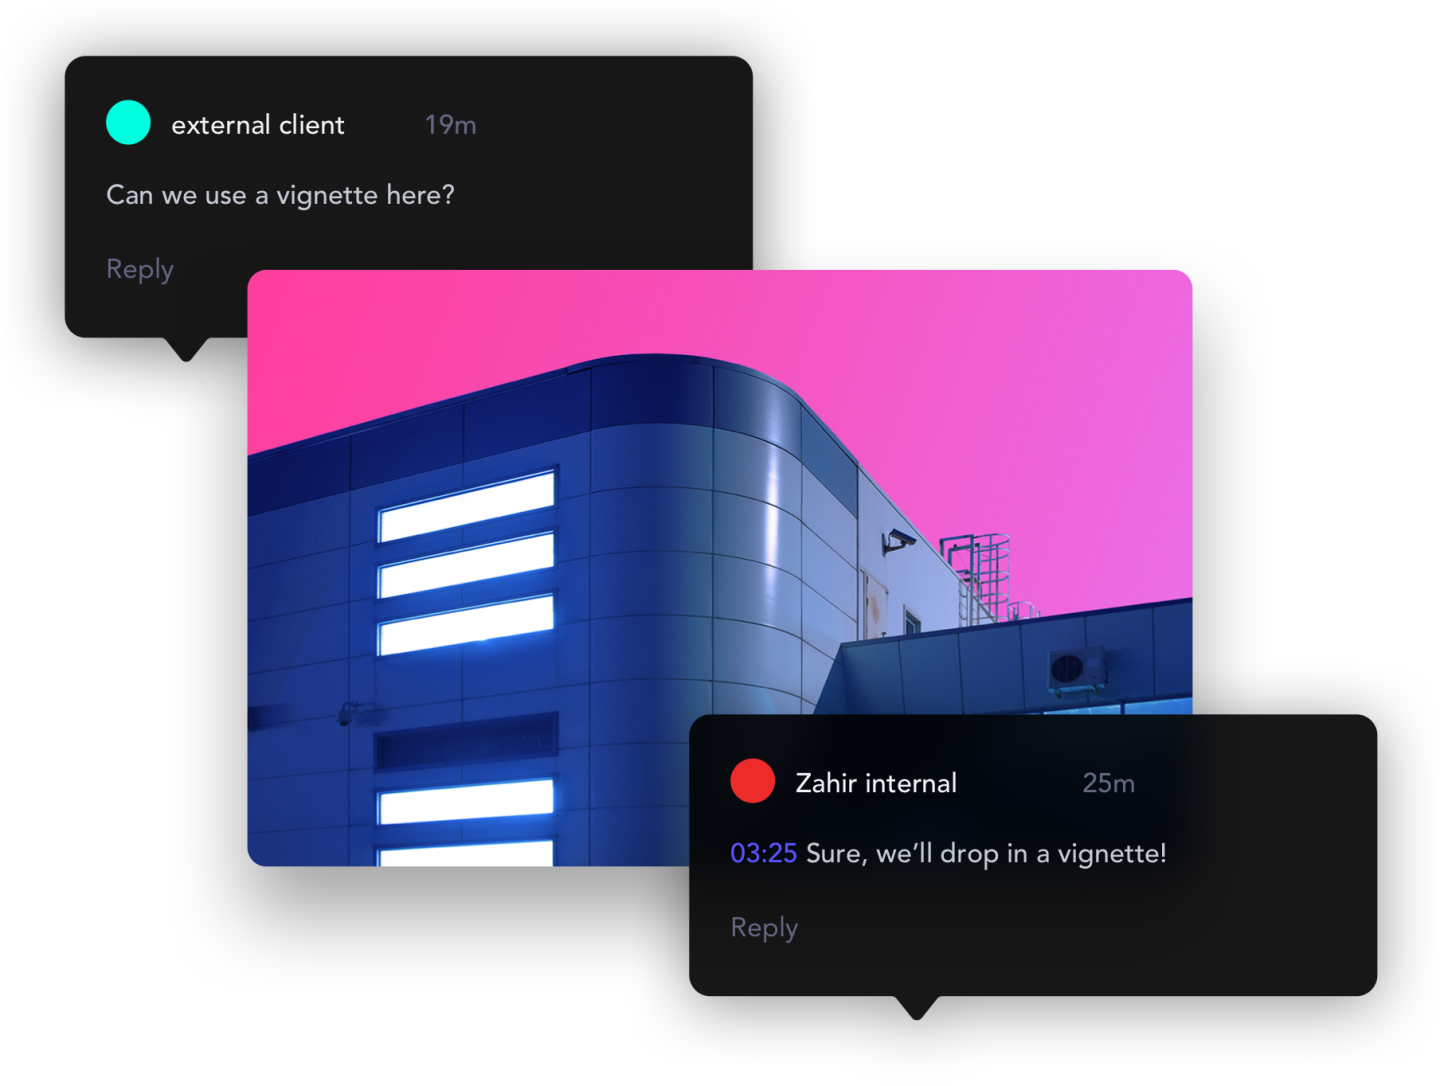 external client 19m
Can we use a vignette here?
Reply
Zahir internal 25m
03:25 Sure, we’ll drop in a vignette!
Reply